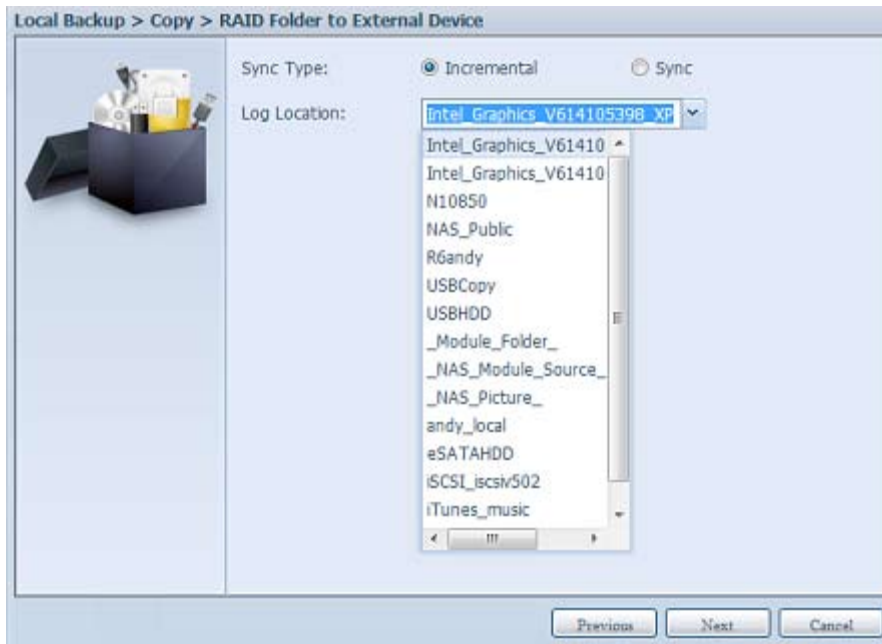 Local Backup > Copy > RAID Folder to External Device
Sync Type: Incremental Sync
Log Location: Intel_Graphics_V614105398_XP
Intel_Graphics_V61410
Intel_Graphics_V61410
N10850
NAS_Public
R6andy
USBCopy
USBHDD
_Module_Folder_
_NAS_Module_Source_
_NAS_Picture_
andy_local
eSATAHDD
iSCSI_iscsiv502
iTunes_music
Previous Next Cancel